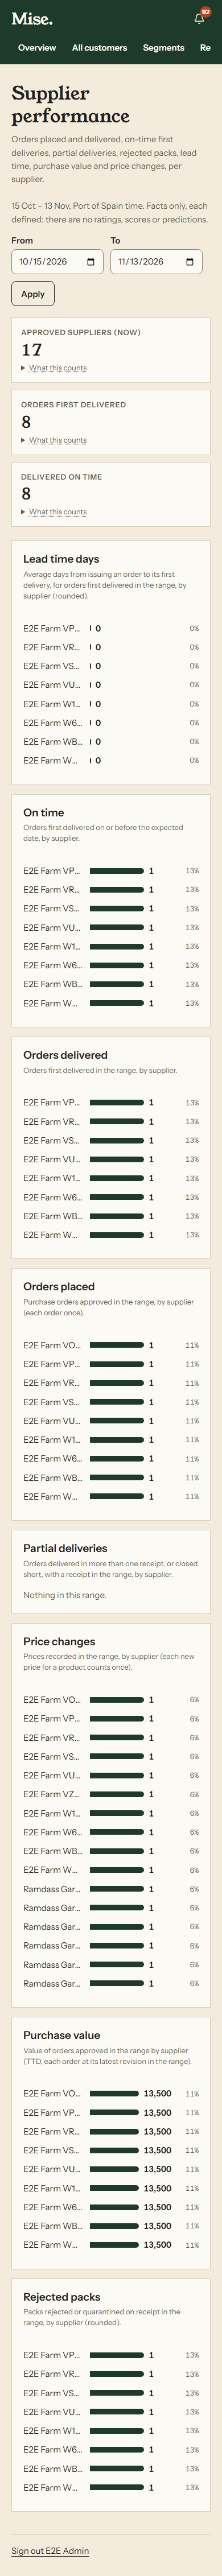 Mise.
92
Overview All customers Segments Re
Supplier
performance
Orders placed and delivered, on-time first
deliveries, partial deliveries, rejected packs, lead
time, purchase value and price changes, per
supplier.
15 Oct – 13 Nov, Port of Spain time. Facts only, each
defined: there are no ratings, scores or predictions.
From To
10/15/2026 11/13/2026
Apply
APPROVED SUPPLIERS (NOW)
17
What this counts
ORDERS FIRST DELIVERED
8
What this counts
DELIVERED ON TIME
8
What this counts
Lead time days
Average days from issuing an order to its first
delivery, for orders first delivered in the range, by
supplier (rounded).
E2E Farm VP... 0 0%
E2E Farm VR... 0 0%
E2E Farm VS... 0 0%
E2E Farm VU... 0 0%
E2E Farm W1... 0 0%
E2E Farm W6... 0 0%
E2E Farm WB... 0 0%
E2E Farm W... 0 0%
On time
Orders first delivered on or before the expected
date, by supplier.
E2E Farm VP... 1 13%
E2E Farm VR... 1 13%
E2E Farm VS... 1 13%
E2E Farm VU... 1 13%
E2E Farm W1... 1 13%
E2E Farm W6... 1 13%
E2E Farm WB... 1 13%
E2E Farm W... 1 13%
Orders delivered
Orders first delivered in the range, by supplier.
E2E Farm VP... 1 13%
E2E Farm VR... 1 13%
E2E Farm VS... 1 13%
E2E Farm VU... 1 13%
E2E Farm W1... 1 13%
E2E Farm W6... 1 13%
E2E Farm WB... 1 13%
E2E Farm W... 1 13%
Orders placed
Purchase orders approved in the range, by supplier
(each order once).
E2E Farm VO... 1 11%
E2E Farm VP... 1 11%
E2E Farm VR... 1 11%
E2E Farm VS... 1 11%
E2E Farm VU... 1 11%
E2E Farm W1... 1 11%
E2E Farm W6... 1 11%
E2E Farm WB... 1 11%
E2E Farm W... 1 11%
Partial deliveries
Orders delivered in more than one receipt, or closed
short, with a receipt in the range, by supplier.
Nothing in this range.
Price changes
Prices recorded in the range, by supplier (each new
price for a product counts once).
E2E Farm VO... 1 6%
E2E Farm VP... 1 6%
E2E Farm VR... 1 6%
E2E Farm VS... 1 6%
E2E Farm VU... 1 6%
E2E Farm VZ... 1 6%
E2E Farm W1... 1 6%
E2E Farm W6... 1 6%
E2E Farm WB... 1 6%
E2E Farm W... 1 6%
Ramdass Gar... 1 6%
Ramdass Gar... 1 6%
Ramdass Gar... 1 6%
Ramdass Gar... 1 6%
Ramdass Gar... 1 6%
Ramdass Gar... 1 6%
Purchase value
Value of orders approved in the range by supplier
(TTD, each order at its latest revision in the range).
E2E Farm VO... 13,500 11%
E2E Farm VP... 13,500 11%
E2E Farm VR... 13,500 11%
E2E Farm VS... 13,500 11%
E2E Farm VU... 13,500 11%
E2E Farm W1... 13,500 11%
E2E Farm W6... 13,500 11%
E2E Farm WB... 13,500 11%
E2E Farm W... 13,500 11%
Rejected packs
Packs rejected or quarantined on receipt in the
range, by supplier (rounded).
E2E Farm VP... 1 13%
E2E Farm VR... 1 13%
E2E Farm VS... 1 13%
E2E Farm VU... 1 13%
E2E Farm W1... 1 13%
E2E Farm W6... 1 13%
E2E Farm WB... 1 13%
E2E Farm W... 1 13%
Sign out E2E Admin